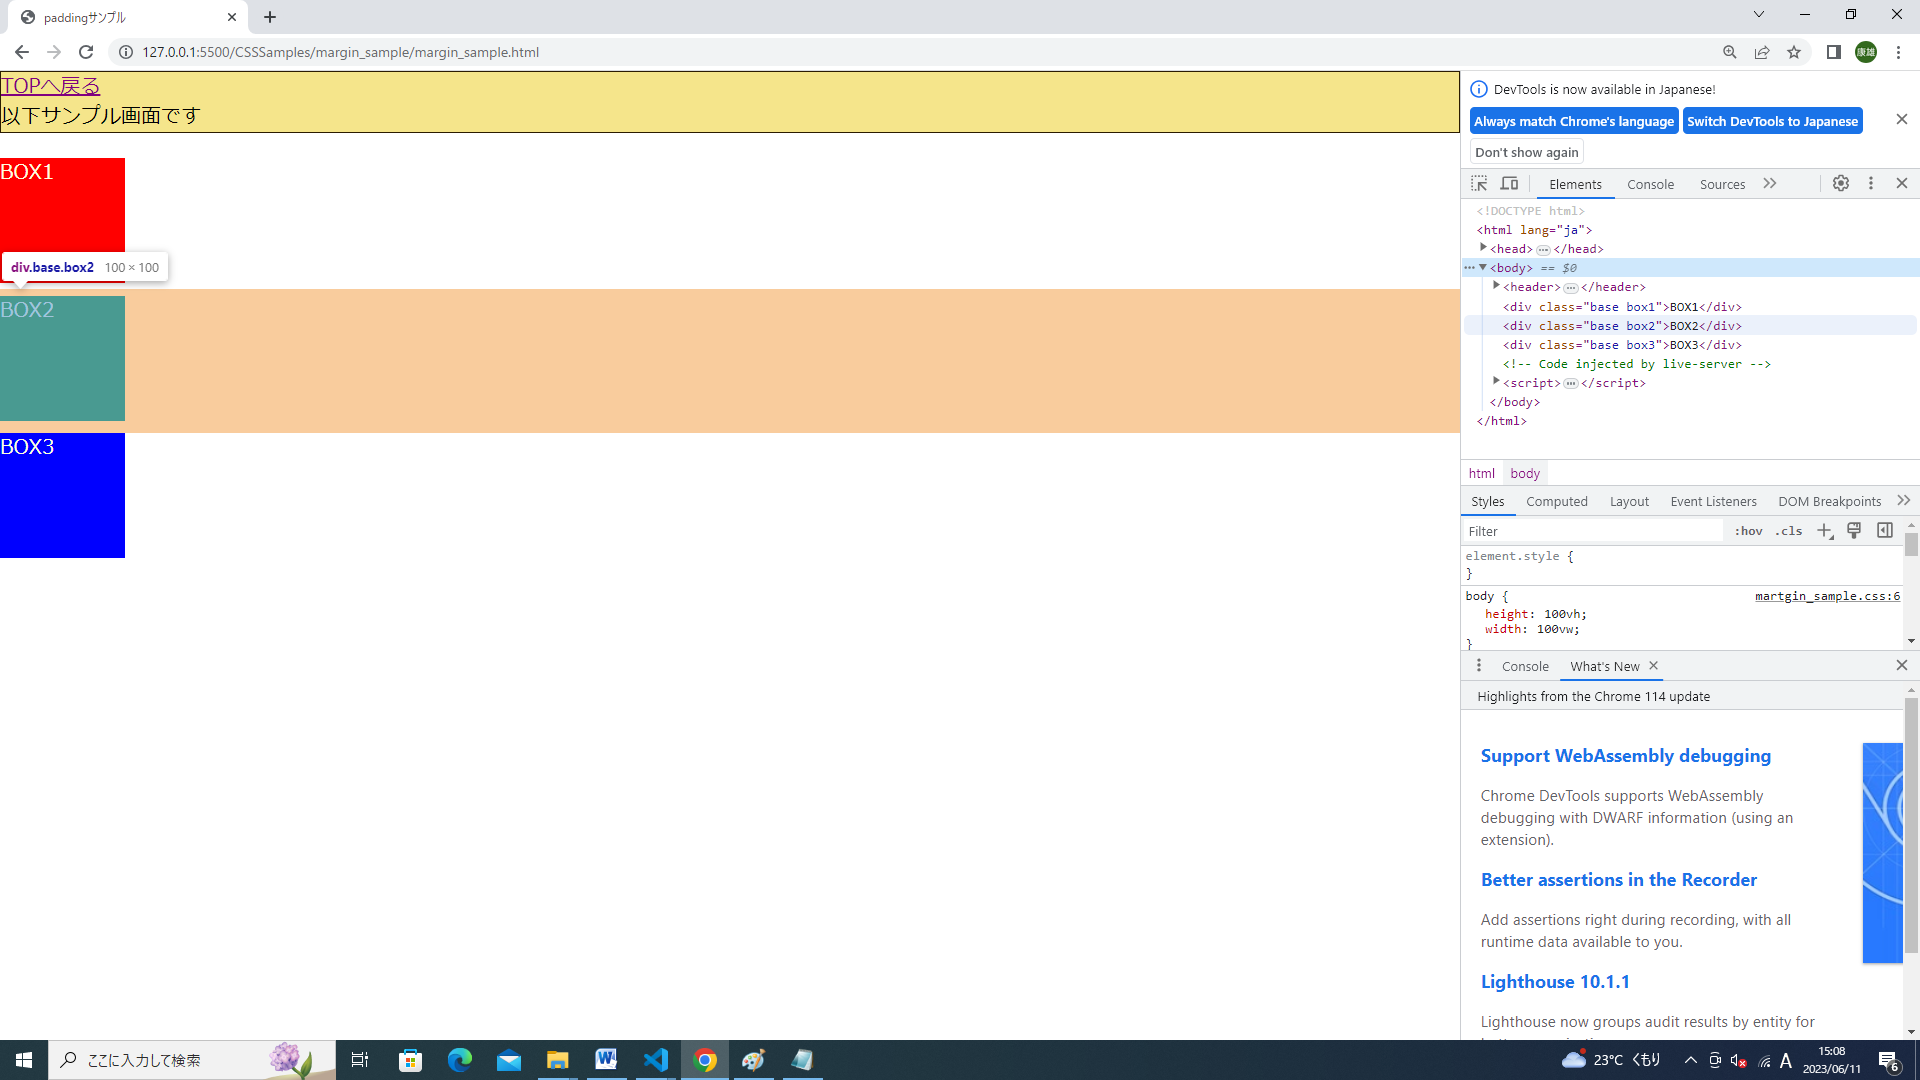 paddingサンプル
127.0.0.1:5500/CSSSamples/margin_sample/margin_sample.html
康雄
TOPへ戻る
以下サンプル画面です
BOX1
div.base.box2 100 × 100
BOX2
BOX3
DevTools is now available in Japanese!
Always match Chrome's language
Switch DevTools to Japanese
Don't show again
Elements
Console
Sources
<!DOCTYPE html>
<html lang="ja">
<head>…</head>
<body> == $0
<header>…</header>
<div class="base box1">BOX1</div>
<div class="base box2">BOX2</div>
<div class="base box3">BOX3</div>
<!-- Code injected by live-server -->
<script>…</script>
</body>
</html>
html
body
Styles
Computed
Layout
Event Listeners
DOM Breakpoints
Filter
:hov
.cls
element.style {
}
body {
martgin_sample.css:6
height: 100vh;
width: 100vw;
}
Console
What's New
Highlights from the Chrome 114 update
Support WebAssembly debugging
Chrome DevTools supports WebAssembly
debugging with DWARF information (using an
extension).
Better assertions in the Recorder
Add assertions right during recording, with all
runtime data available to you.
Lighthouse 10.1.1
Lighthouse now groups audit results by entity for
ここに入力して検索
23°C くもり
A
15:08
2023/06/11
6